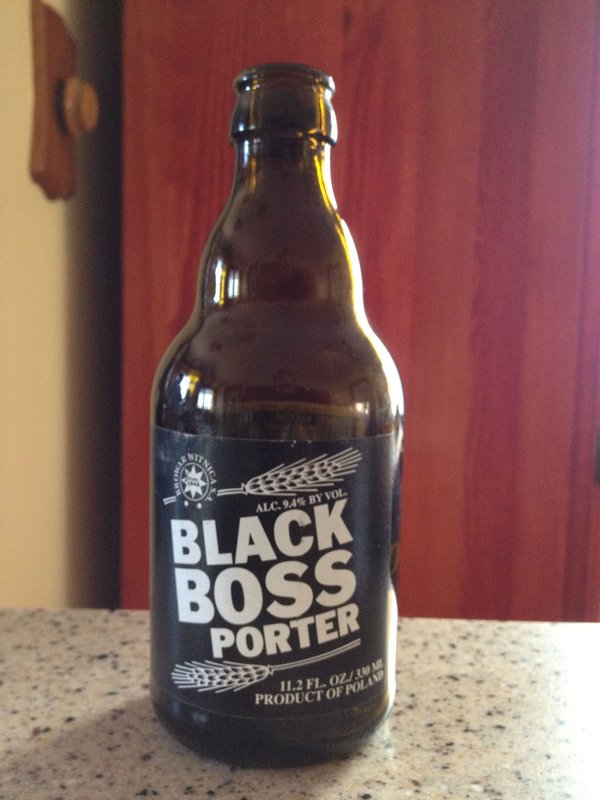 BROWAR WITNICA S.A.
ALC. 9.4% BY VOL.
BLACK
BOSS
PORTER
11.2 FL. OZ./ 330 ML
PRODUCT OF POLAND